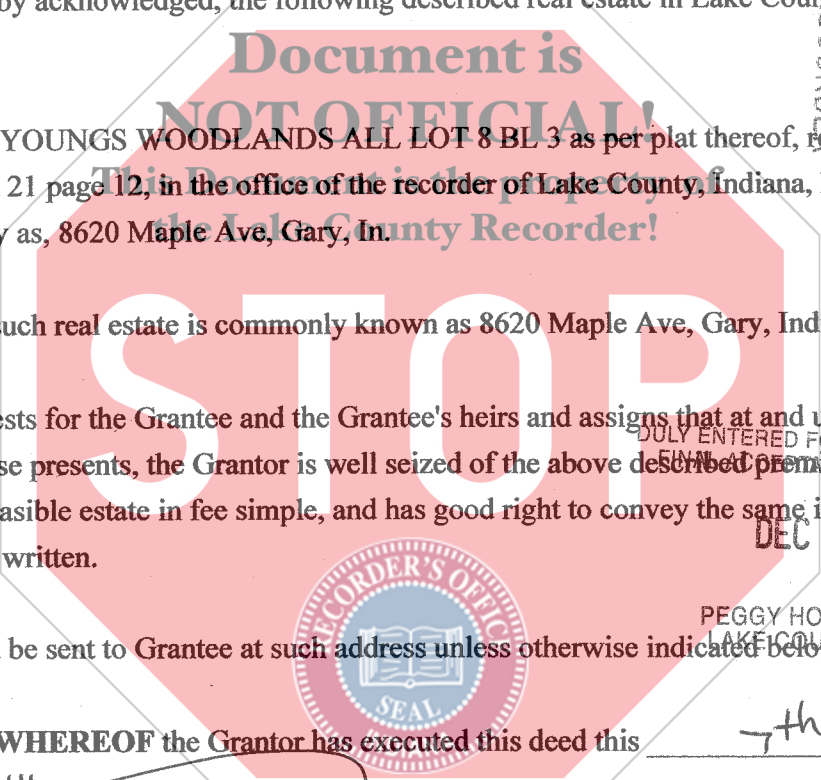 by acknowledged, the following described real estate in Lake Coun
Document is
NOT OFFICIAL!
YOUNGS WOODLANDS ALL LOT 8 BL 3 as per plat thereof, r
This Document is the property of
21 page 12, in the office of the recorder of Lake County, Indiana,
the Lake County Recorder!
y as, 8620 Maple Ave, Gary, In.
such real estate is commonly known as 8620 Maple Ave, Gary, Ind
STOP
ests for the Grantee and the Grantee's heirs and assigns that at and u
DULY ENTERED FO
se presents, the Grantor is well seized of the above described prem
FINAL ACCEPT
asible estate in fee simple, and has good right to convey the same i
DEC
written.
RECORDER'S OFFICE
PEGGY HO
be sent to Grantee at such address unless otherwise indicated belo
LAKE COU
SEAL
INDIANA
WHEREOF the Grantor has executed this deed this 7th